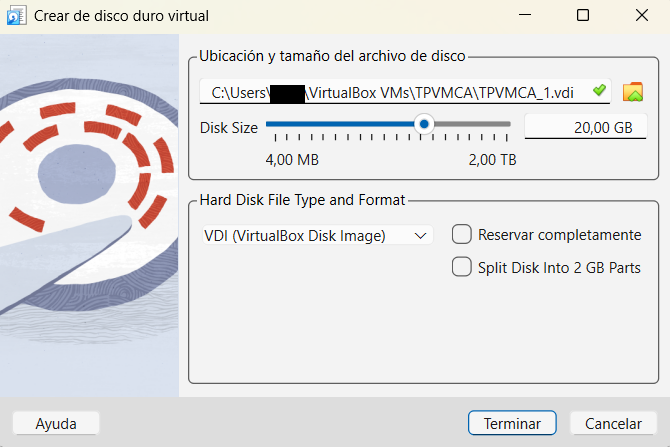 Crear de disco duro virtual
Ubicación y tamaño del archivo de disco
C:\Users\ \VirtualBox VMs\TPVMCA\TPVMCA_1.vdi
Disk Size
20,00 GB
4,00 MB 2,00 TB
Hard Disk File Type and Format
VDI (VirtualBox Disk Image)
Reservar completamente
Split Disk Into 2 GB Parts
Ayuda
Terminar
Cancelar